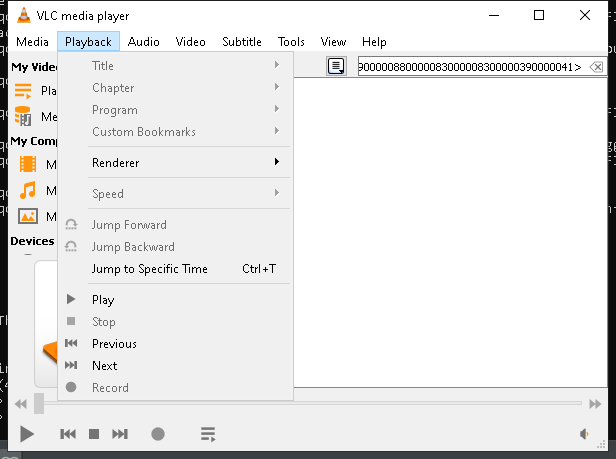 VLC media player
Media Playback Audio Video Subtitle Tools View Help
My Vide
Title
90000088000008300000830000039000004 1>
Pla
Chapter
Me
Program
My Comp
Custom Bookmarks
M
Renderer
M
Speed
M
Jump Forward
Devices
Jump Backward
Jump to Specific Time Ctrl+T
Play
Stop
Previous
Next
Record